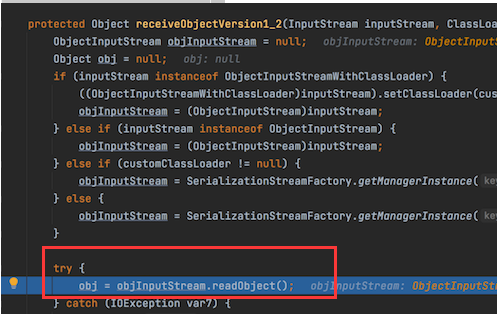 protected Object receiveObjectVersion1_2(InputStream inputStream, ClassLoa
ObjectInputStream objInputStream = null; objInputStream: ObjectInp
Object obj = null; obj: null
if (inputStream instanceof ObjectInputStreamWithClassLoader) {
((ObjectInputStreamWithClassLoader)inputStream).setClassLoader(cus
objInputStream = (ObjectInputStream)inputStream;
} else if (inputStream instanceof ObjectInputStream) {
objInputStream = (ObjectInputStream)inputStream;
} else if (customClassLoader != null) {
objInputStream = SerializationStreamFactory.getManagerInstance( ke
} else {
objInputStream = SerializationStreamFactory.getManagerInstance( ke
}
try {
obj = objInputStream.readObject(); objInputStream: ObjectInputStr
} catch (IOException var7) {